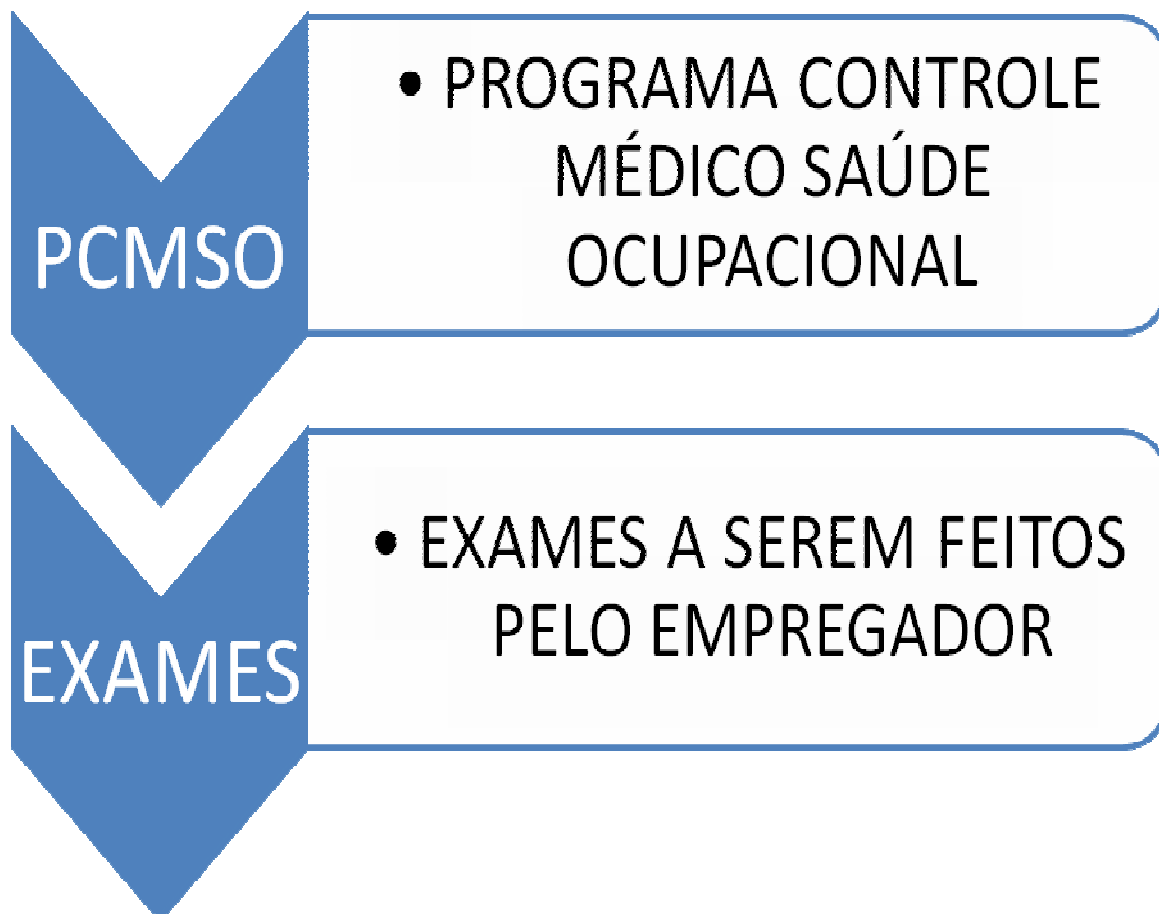 PCMSO
• PROGRAMA CONTROLE
MÉDICO SAÚDE
OCUPACIONAL
EXAMES
• EXAMES A SEREM FEITOS
PELO EMPREGADOR